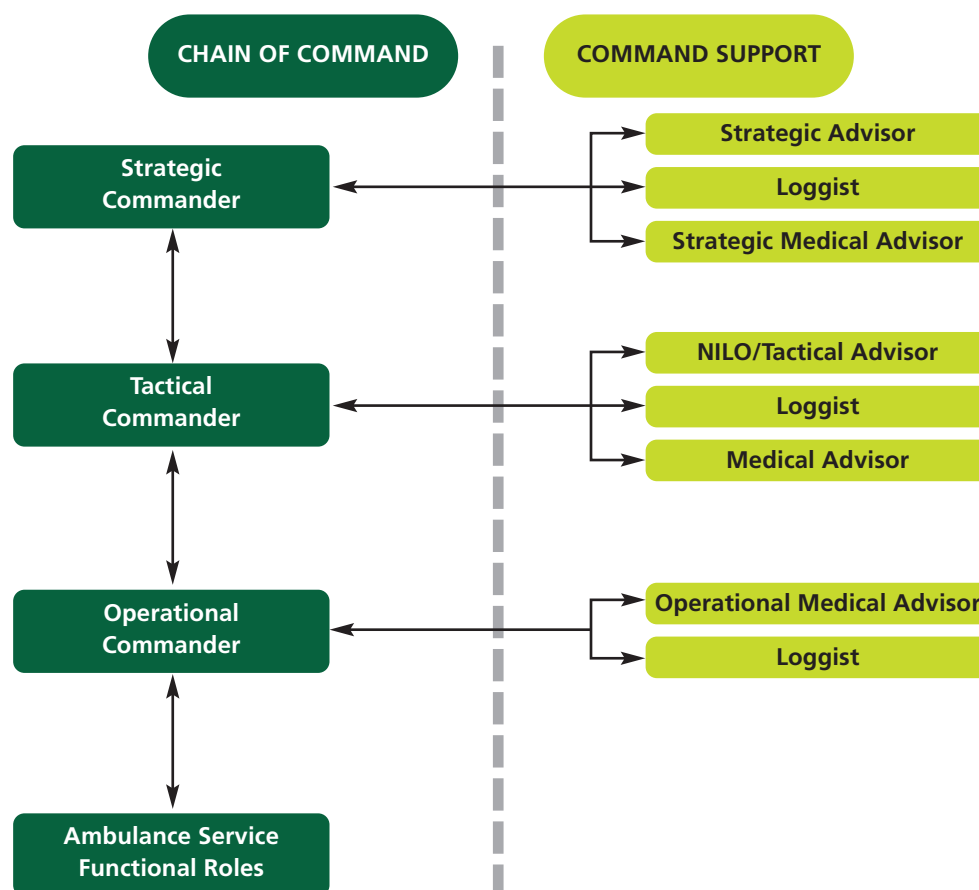 CHAIN OF COMMAND
COMMAND SUPPORT
Strategic
Commander
Strategic Advisor
Loggist
Strategic Medical Advisor
Tactical
Commander
NILO/Tactical Advisor
Loggist
Medical Advisor
Operational
Commander
Operational Medical Advisor
Loggist
Ambulance Service
Functional Roles